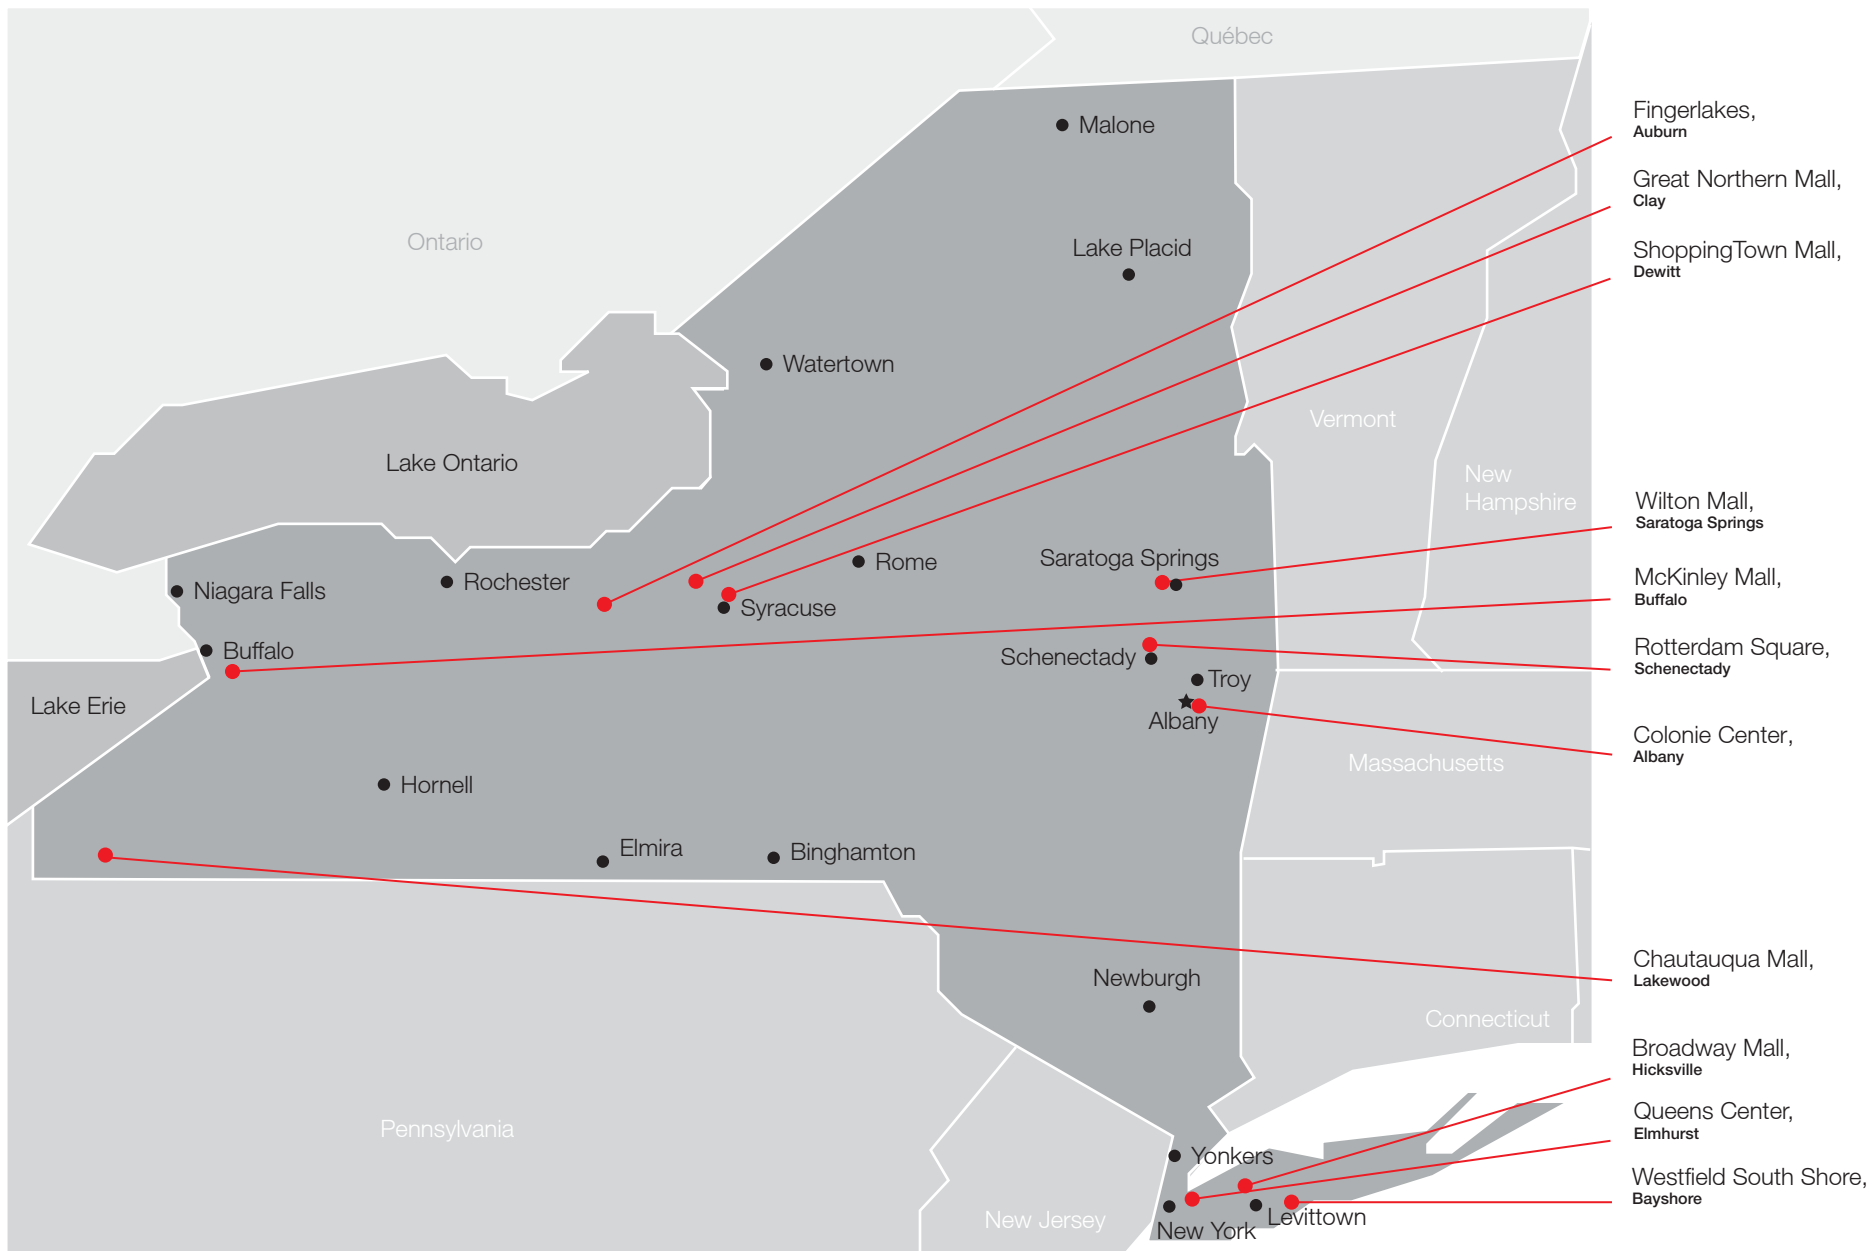 Québec
Fingerlakes,
Auburn
Malone
Great Northern Mall,
Clay
Ontario
Lake Placid
ShoppingTown Mall,
Dewitt
Watertown
Vermont
Lake Ontario
New
Hampshire
Wilton Mall,
Saratoga Springs
Rome
Saratoga Springs
Niagara Falls
Rochester
Syracuse
McKinley Mall,
Buffalo
Buffalo
Schenectady
Rotterdam Square,
Schenectady
Troy
Lake Erie
Albany
Colonie Center,
Albany
Massachusetts
Hornell
Elmira
Binghamton
Chautauqua Mall,
Lakewood
Newburgh
Connecticut
Broadway Mall,
Hicksville
Pennsylvania
Queens Center,
Elmhurst
Yonkers
Westfield South Shore,
Bayshore
New Jersey
New York
Levittown